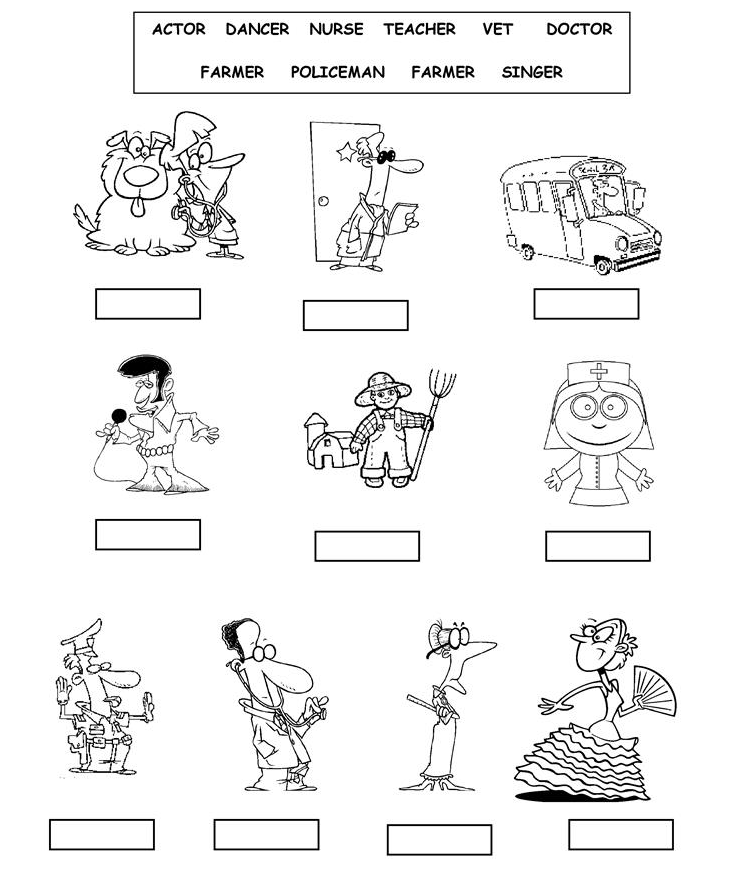 ACTOR DANCER NURSE TEACHER VET DOCTOR
FARMER POLICEMAN FARMER SINGER